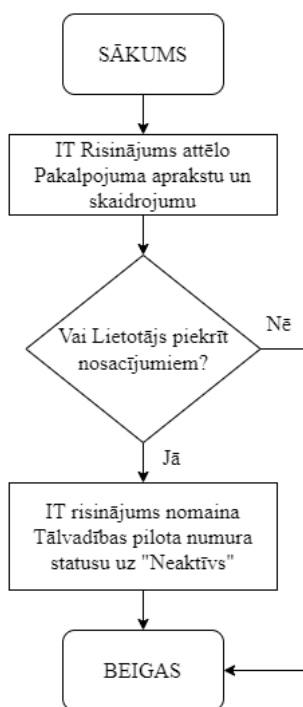 SĀKUMS
IT Risinājums attēlo
Pakalpojuma aprakstu un
skaidrojumu
Vai Lietotājs piekrīt
nosacījumiem?
Nē
Jā
IT risinājums nomaina
Tālvadības pilota numura
statusu uz "Neaktīvs"
BEIGAS